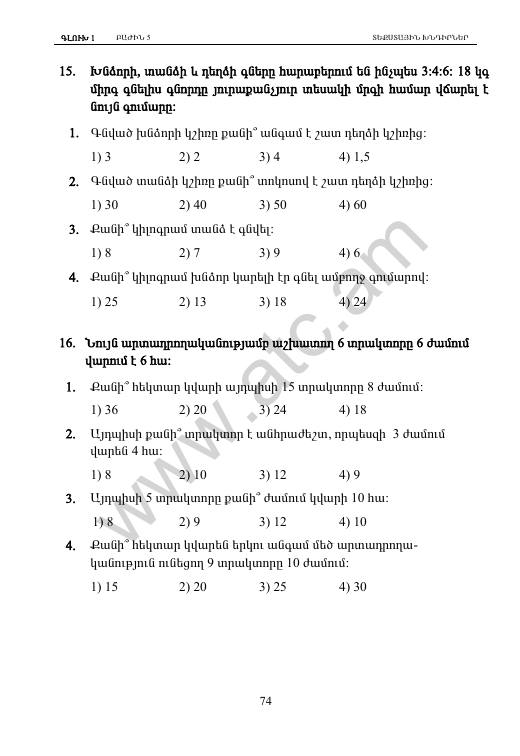 ԳԼՈՒԽ 1 ԲԱԺԻՆ 5 ՏԵՔՍՏԱՅԻՆ ԽՆԴԻՐՆԵՐ
15. Խնձորի, տանձի և դեղձի գները հարաբերում են ինչպես 3:4:6: 18 կգ
միրգ գնելիս գնորդը յուրաքանչյուր տեսակի մրգի համար վճարել է
նույն գումարը:
1. Գնված խնձորի կշիռը քանի՞ անգամ է շատ դեղձի կշիռից:
1) 3 2) 2 3) 4 4) 1,5
2. Գնված տանձի կշիռը քանի՞ տոկոսով է շատ դեղձի կշիռից:
1) 30 2) 40 3) 50 4) 60
3. Քանի՞ կիլոգրամ տանձ է գնվել:
1) 8 2) 7 3) 9 4) 6
4. Քանի՞ կիլոգրամ խնձոր կարելի էր գնել ամբողջ գումարով:
1) 25 2) 13 3) 18 4) 24
16. Նույն արտադրողականությամբ աշխատող 6 տրակտորը 6 ժամում
վարում է 6 հա:
1. Քանի՞ հեկտար կվարի այդպիսի 15 տրակտորը 8 ժամում:
1) 36 2) 20 3) 24 4) 18
2. Այդպիսի քանի՞ տրակտոր է անհրաժեշտ, որպեսզի 3 ժամում
վարեն 4 հա:
1) 8 2) 10 3) 12 4) 9
3. Այդպիսի 5 տրակտորը քանի՞ ժամում կվարի 10 հա:
1) 8 2) 9 3) 12 4) 10
4. Քանի՞ հեկտար կվարեն երկու անգամ մեծ արտադրողա-
կանություն ունեցող 9 տրակտորը 10 ժամում:
1) 15 2) 20 3) 25 4) 30
www.atc.am
74